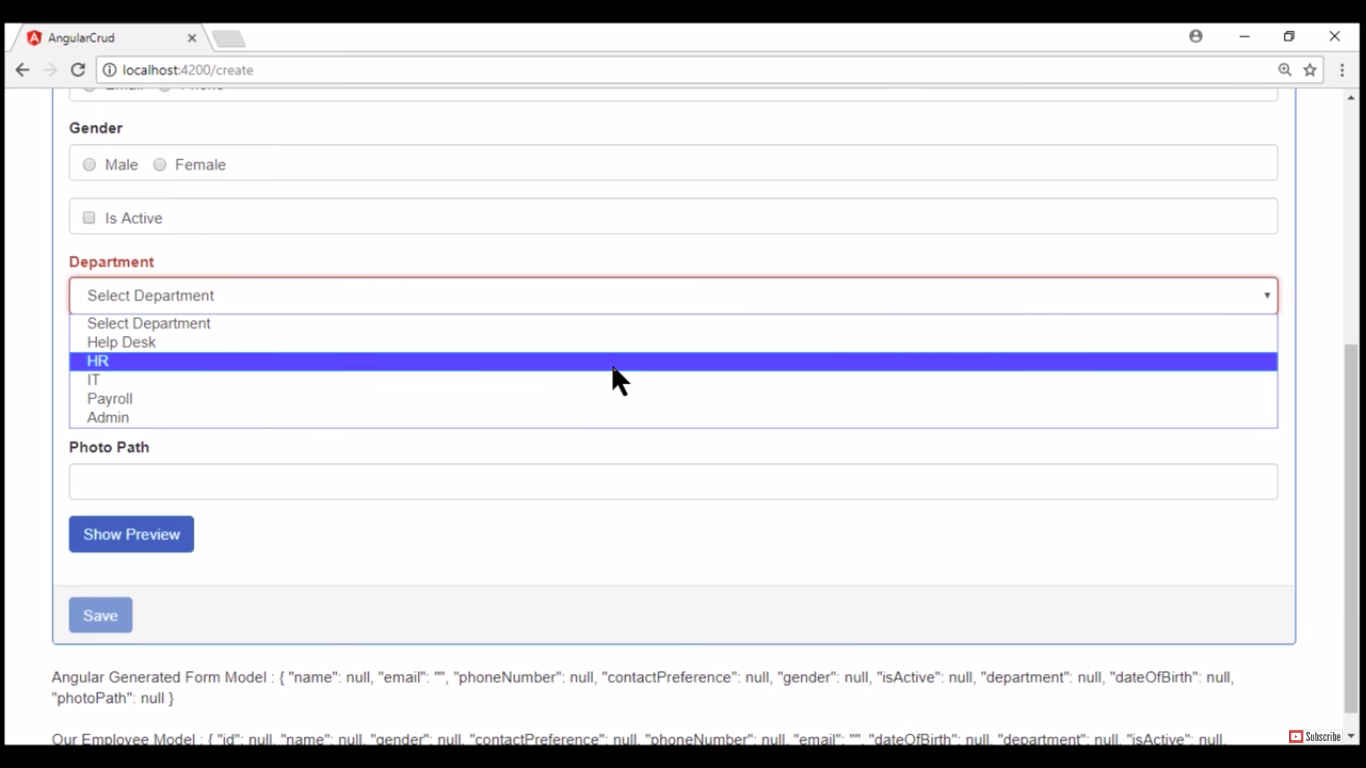 AngularCrud
localhost:4200/create
Email Phone
Gender
Male Female
Is Active
Department
Select Department
Select Department
Help Desk
HR
IT
Payroll
Admin
Photo Path
Show Preview
Save
Angular Generated Form Model : { "name": null, "email": "", "phoneNumber": null, "contactPreference": null, "gender": null, "isActive": null, "department": null, "dateOfBirth": null,
"photoPath": null }
Our Employee Model : { "id": null, "name": null, "gender": null, "contactPreference": null, "phoneNumber": null, "email": "", "dateOfBirth": null, "department": null, "isActive": null,
Subscribe